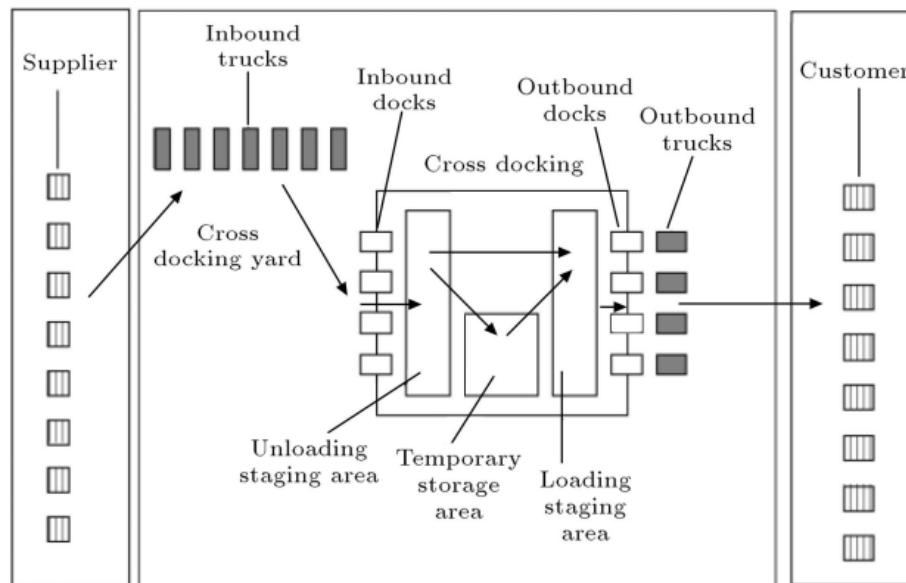 Supplier
Inbound
trucks
Inbound
docks
Outbound
docks
Outbound
trucks
Customer
Cross docking
Cross
docking yard
Unloading
staging area
Temporary
storage
area
Loading
staging
area